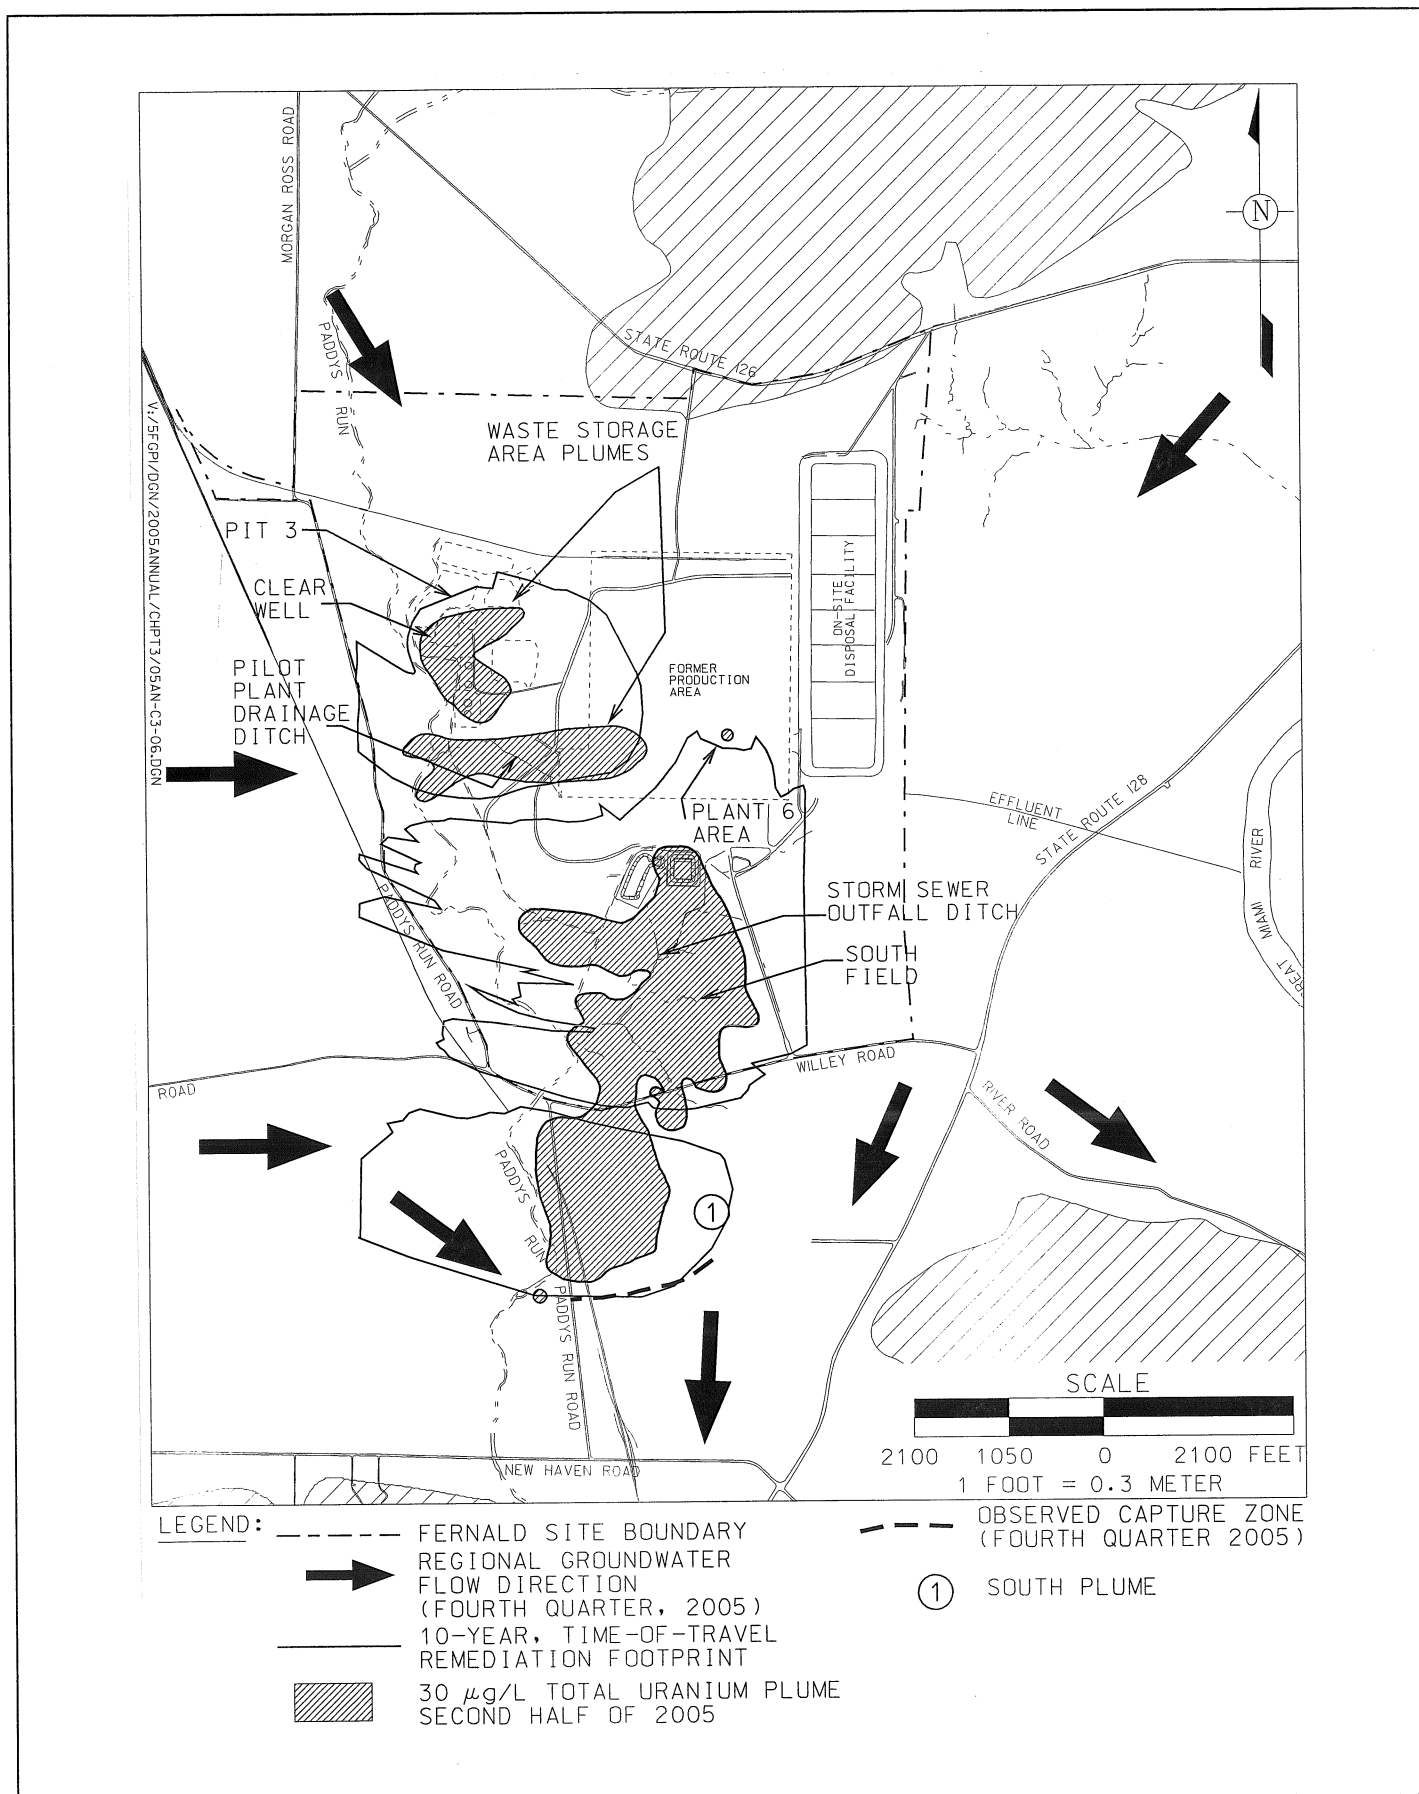 MORGAN ROSS ROAD
N
PADDYS
RUN
STATE ROUTE 126
V:/5FGPI/DGN/2005ANNUAL/CHPT3/05AN-C3-06.DGN
WASTE STORAGE
AREA PLUMES
PIT 3
CLEAR
WELL
ON-SITE
DISPOSAL FACILITY
PILOT
PLANT
DRAINAGE
DITCH
FORMER
PRODUCTION
AREA
PLANT 6
AREA
EFFLUENT
LINE
STATE ROUTE 128
MIAMI RIVER
REAT
PADDYS RUN ROAD
STORM SEWER
OUTFALL DITCH
SOUTH
FIELD
WILLEY ROAD
ROAD
RIVER ROAD
PADDYS
RUN
1
PADDYS RUN ROAD
NEW HAVEN ROAD
SCALE
2100 1050 0 2100 FEET
1 FOOT = 0.3 METER
LEGEND:
FERNALD SITE BOUNDARY
REGIONAL GROUNDWATER
FLOW DIRECTION
(FOURTH QUARTER, 2005)
10-YEAR, TIME-OF-TRAVEL
REMEDIATION FOOTPRINT
30 µg/L TOTAL URANIUM PLUME
SECOND HALF OF 2005
OBSERVED CAPTURE ZONE
(FOURTH QUARTER 2005)
1 SOUTH PLUME